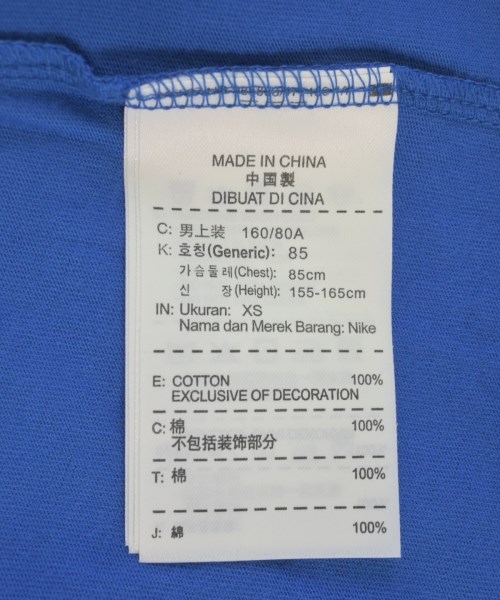 MADE IN CHINA
中国製
DIBUAT DI CINA
C: 男上装 160/80A
K: 호칭(Generic): 85
가슴둘레(Chest): 85cm
신 장(Height): 155-165cm
IN: Ukuran: XS
Nama dan Merek Barang: Nike
E: COTTON 100%
EXCLUSIVE OF DECORATION
C: 棉 100%
不包括装饰部分
T: 棉 100%
J: 綿 100%